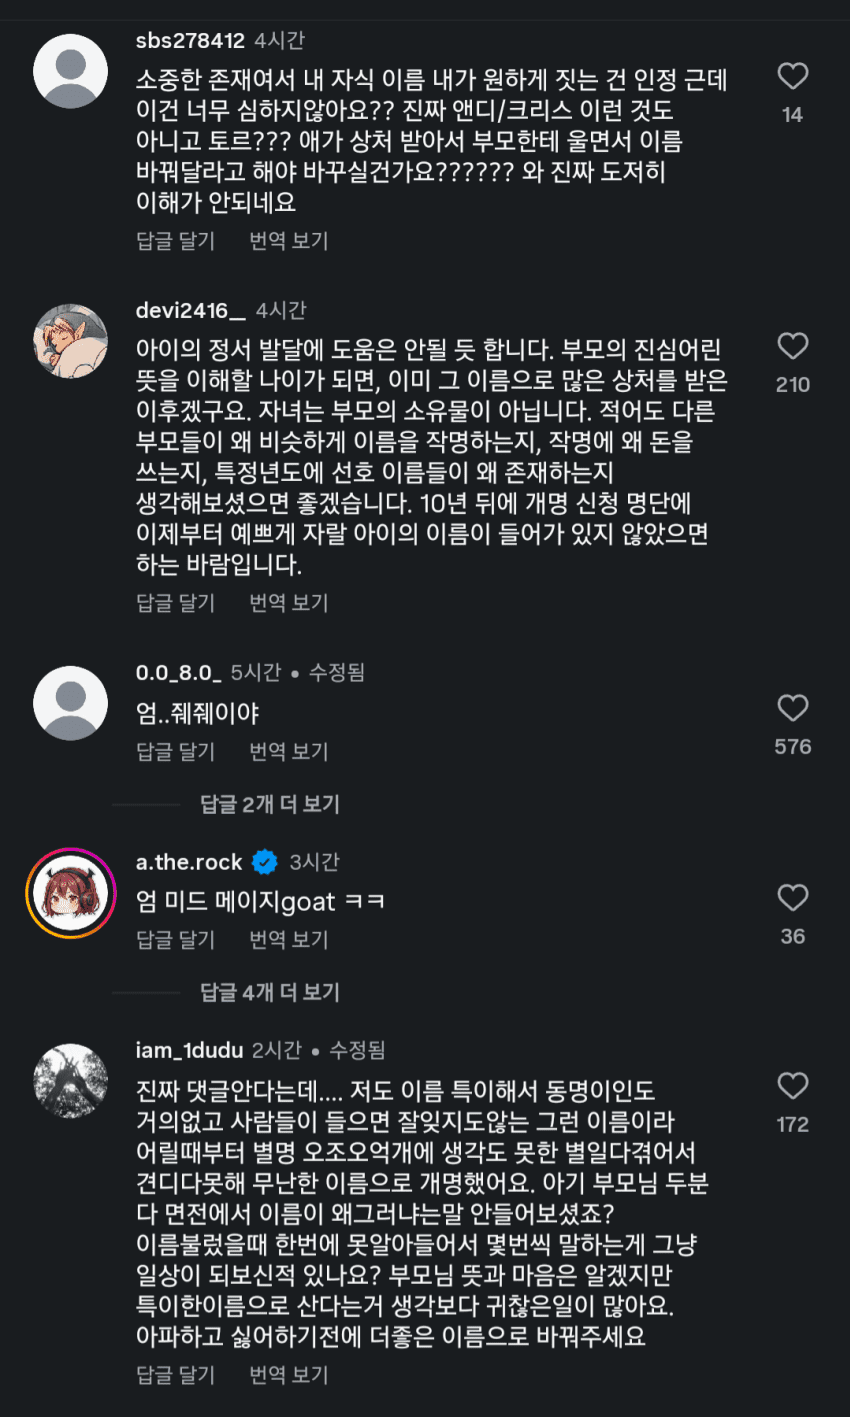 sbs278412 4시간
소중한 존재여서 내 자식 이름 내가 원하게 짓는 건 인정 근데
이건 너무 심하지않아요?? 진짜 앤디/크리스 이런 것도
아니고 토르??? 애가 상처 받아서 부모한테 울면서 이름
바꿔달라고 해야 바꾸실건가요?????? 와 진짜 도저히
이해가 안되네요
14
답글 달기 번역 보기
devi2416__ 4시간
아이의 정서 발달에 도움은 안될 듯 합니다. 부모의 진심어린
뜻을 이해할 나이가 되면, 이미 그 이름으로 많은 상처를 받은
이후겠구요. 자녀는 부모의 소유물이 아닙니다. 적어도 다른
부모들이 왜 비슷하게 이름을 작명하는지, 작명에 왜 돈을
쓰는지, 특정년도에 선호 이름들이 왜 존재하는지
생각해보셨으면 좋겠습니다. 10년 뒤에 개명 신청 명단에
이제부터 예쁘게 자랄 아이의 이름이 들어가 있지 않았으면
하는 바람입니다.
210
답글 달기 번역 보기
0.0_8.0_ 5시간 • 수정됨
엄..줴줴이야
576
답글 달기 번역 보기
답글 2개 더 보기
a.the.rock 3시간
엄 미드 메이지goat ㅋㅋ
36
답글 달기 번역 보기
답글 4개 더 보기
iam_1dudu 2시간 • 수정됨
진짜 댓글안다는데.... 저도 이름 특이해서 동명이인도
거의없고 사람들이 들으면 잘잊지도않는 그런 이름이라
어릴때부터 별명 오조오억개에 생각도 못한 별일다겪어서
견디다못해 무난한 이름으로 개명했어요. 아기 부모님 두분
다 면전에서 이름이 왜그러냐는말 안들어보셨죠?
이름불렀을때 한번에 못알아들어서 몇번씩 말하는게 그냥
일상이 되보신적 있나요? 부모님 뜻과 마음은 알겠지만
특이한이름으로 산다는거 생각보다 귀찮은일이 많아요.
아파하고 싫어하기전에 더좋은 이름으로 바꿔주세요
172
답글 달기 번역 보기